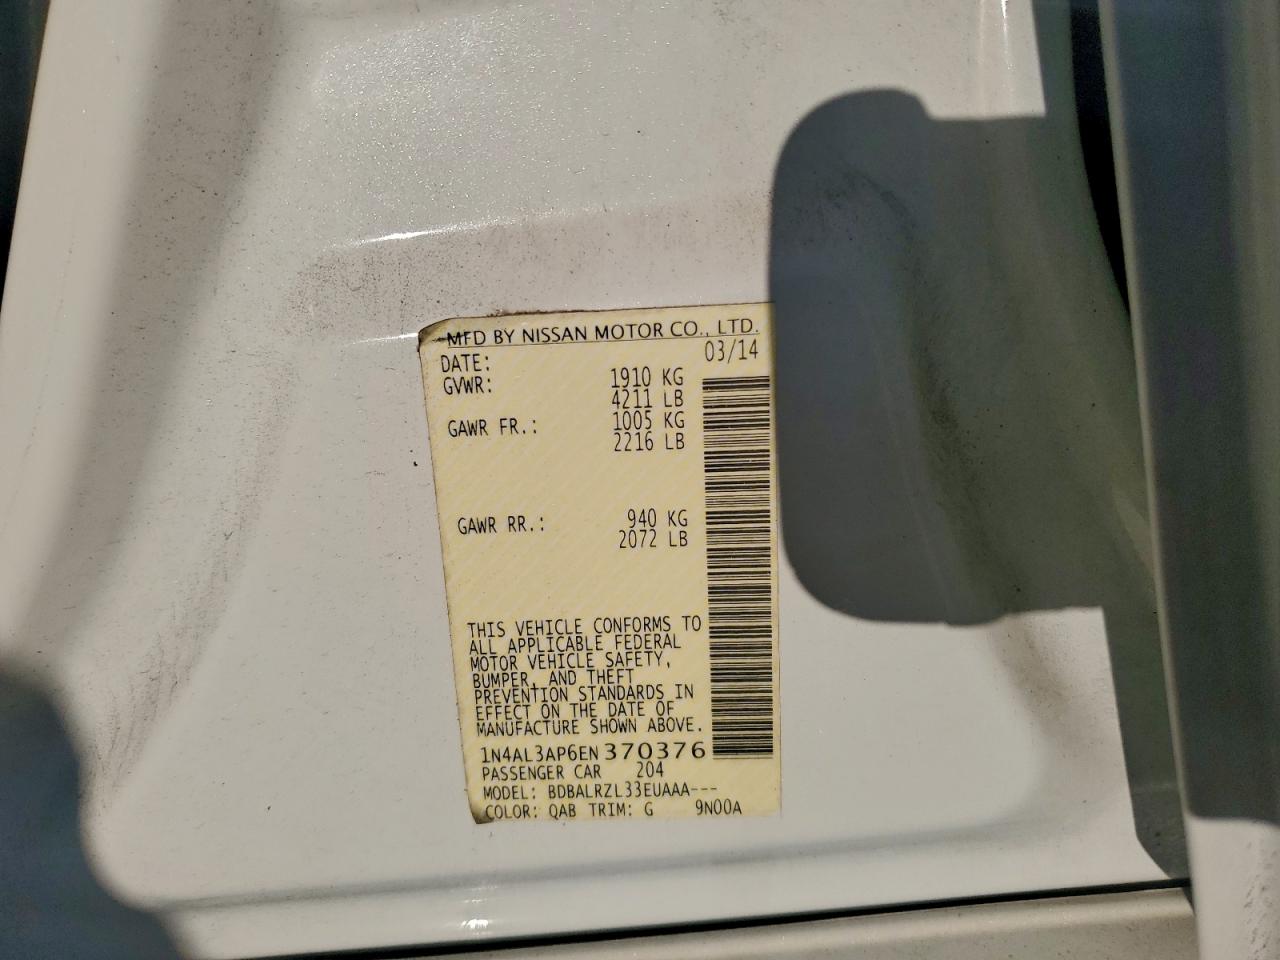 MFD BY NISSAN MOTOR CO., LTD.
DATE: 03/14
GVWR: 1910 KG
4211 LB
GAWR FR.: 1005 KG
2216 LB
GAWR RR.: 940 KG
2072 LB
THIS VEHICLE CONFORMS TO
ALL APPLICABLE FEDERAL
MOTOR VEHICLE SAFETY,
BUMPER, AND THEFT
PREVENTION STANDARDS IN
EFFECT ON THE DATE OF
MANUFACTURE SHOWN ABOVE.
1N4AL3AP6EN370376
PASSENGER CAR 204
MODEL: BDBALRZL33EUAAA---
COLOR: QAB TRIM: G 9N00A